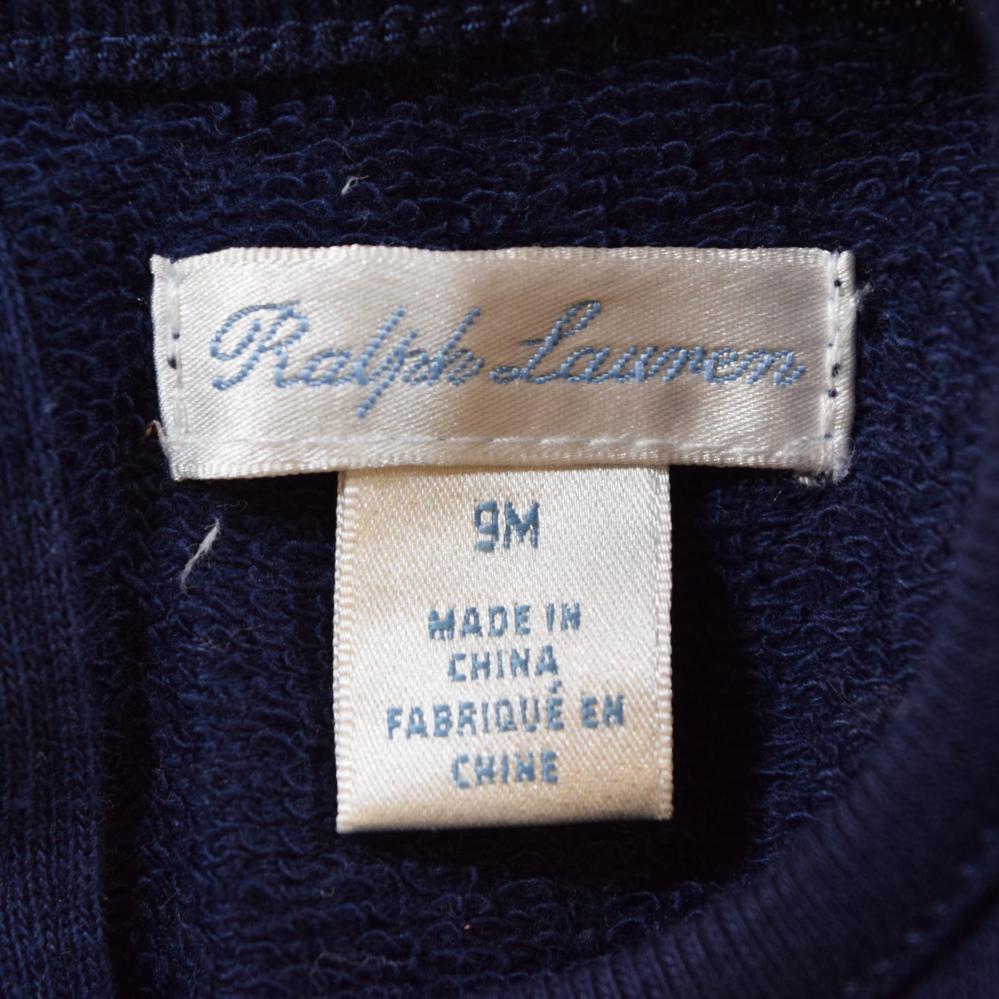 Ralph Lauren
9M
MADE IN
CHINA
FABRIQUÉ EN
CHINE